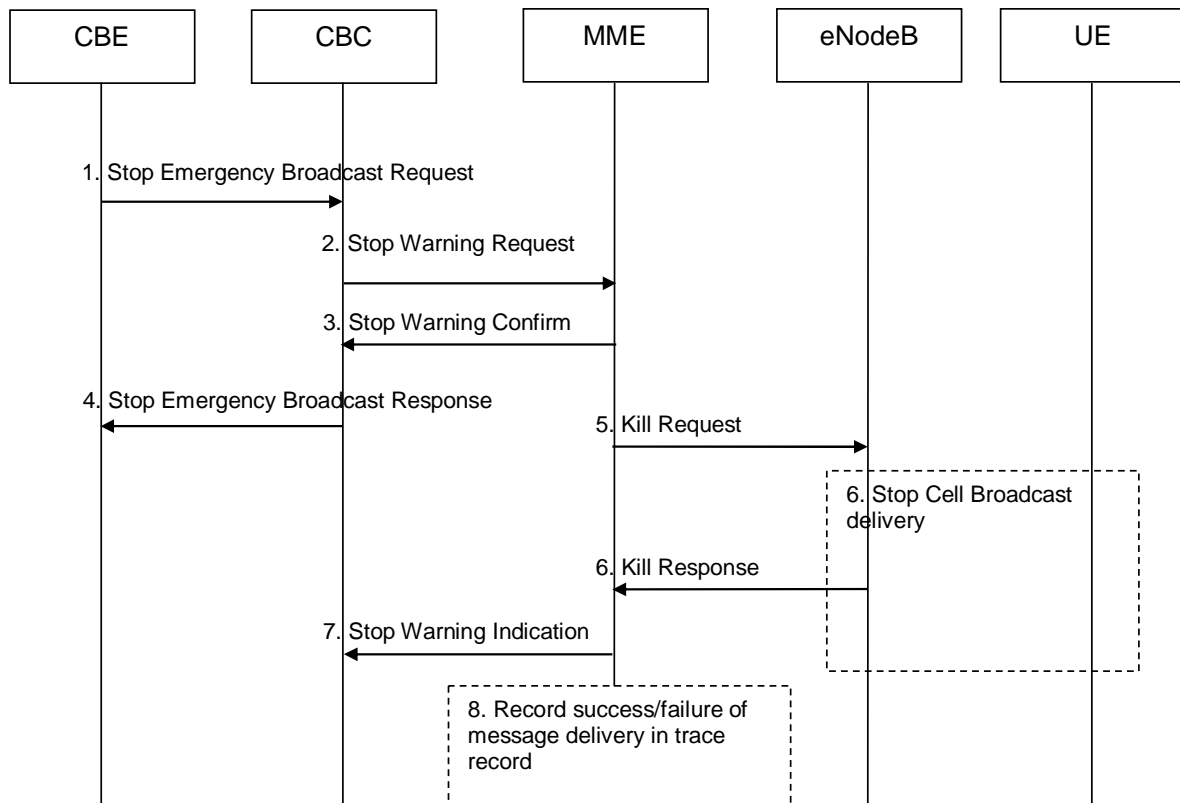 CBE
CBC
MME
eNodeB
UE
1. Stop Emergency Broadcast Request
2. Stop Warning Request
3. Stop Warning Confirm
4. Stop Emergency Broadcast Response
5. Kill Request
6. Stop Cell Broadcast
delivery
6. Kill Response
7. Stop Warning Indication
8. Record success/failure of
message delivery in trace
record